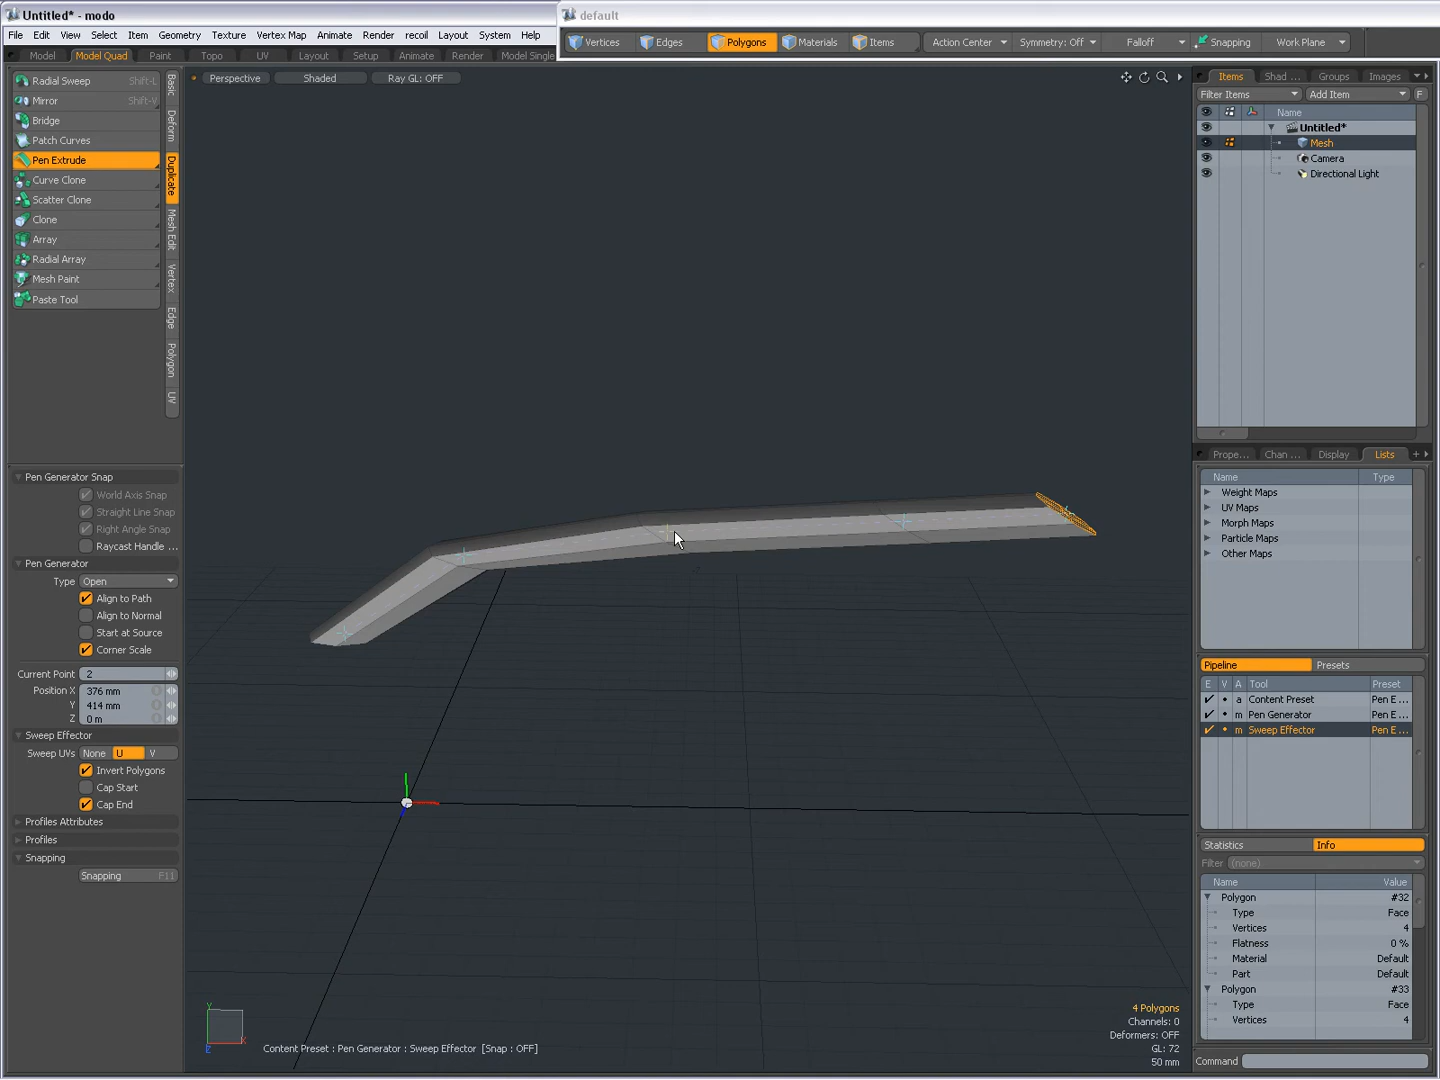 Untitled* - modo
default
File Edit View Select Item Geometry Texture Vertex Map Animate Render recoil Layout System Help
Vertices Edges Polygons Materials Items Action Center Symmetry: Off Falloff Snapping Work Plane
Model Model Quad Paint Topo UV Layout Setup Animate Render Model Single
Radial Sweep Shift-L
Mirror Shift-V
Bridge
Patch Curves
Pen Extrude
Curve Clone
Scatter Clone
Clone
Array
Radial Array
Mesh Paint
Paste Tool
Basic
Deform
Duplicate
Mesh Edit
Vertex
Edge
Polygon
UV
Perspective Shaded Ray GL: OFF
Pen Generator Snap
World Axis Snap
Straight Line Snap
Right Angle Snap
Raycast Handle ...
Pen Generator
Type Open
Align to Path
Align to Normal
Start at Source
Corner Scale
Current Point 2
Position X 376 mm
Y 414 mm
Z 0 m
Sweep Effector
Sweep UVs None U V
Invert Polygons
Cap Start
Cap End
Profiles Attributes
Profiles
Snapping
Snapping F11
Y
X
Z
Content Preset : Pen Generator : Sweep Effector [Snap : OFF]
4 Polygons
Channels: 0
Deformers: OFF
GL: 72
50 mm
Items Shad ... Groups Images
Filter Items Add Item F
Name
Untitled*
Mesh
Camera
Directional Light
Prope... Chan ... Display Lists +
Name Type
Weight Maps
UV Maps
Morph Maps
Particle Maps
Other Maps
Pipeline Presets
E V A Tool Preset
a Content Preset Pen E ...
m Pen Generator Pen E ...
m Sweep Effector Pen E ...
Statistics Info
Filter (none)
Name Value
Polygon #32
Type Face
Vertices 4
Flatness 0 %
Material Default
Part Default
Polygon #33
Type Face
Vertices 4
Command